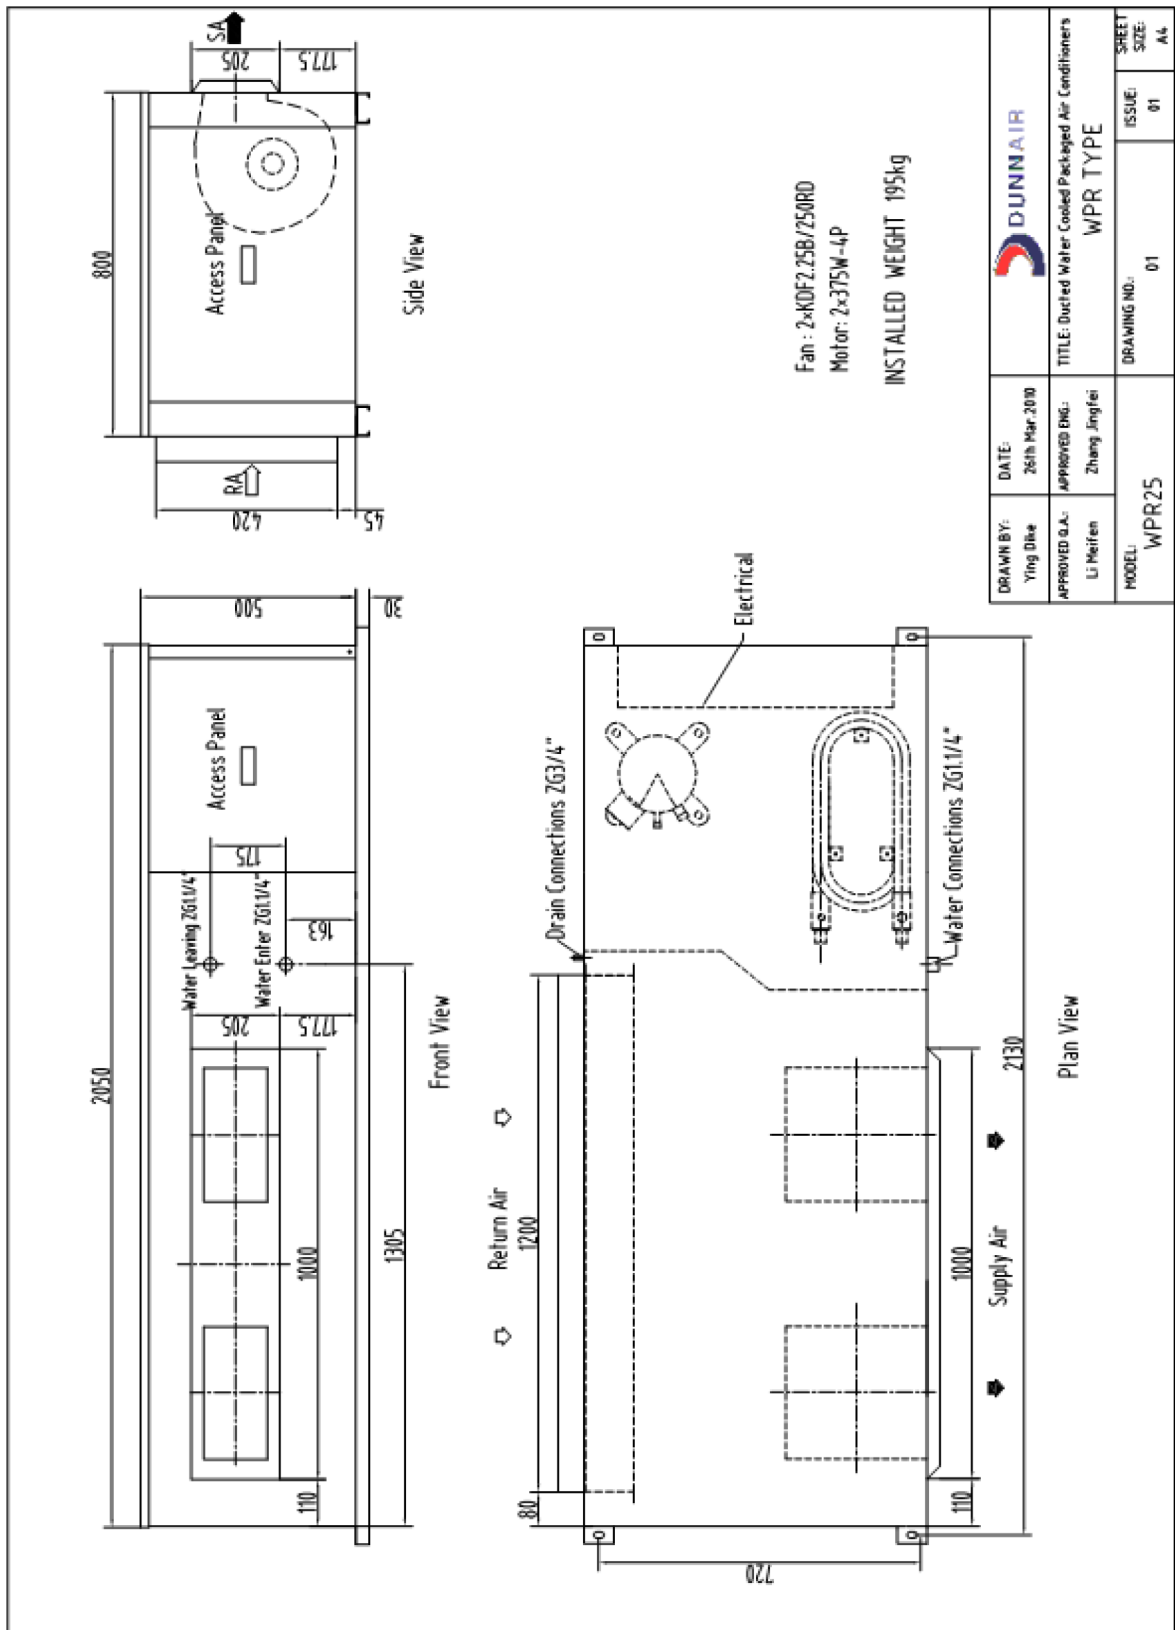 2050
500
30
Access Panel
Water Leaving ZG1.1/4"
Water Enter ZG1.1/4"
175
163
205
177.5
1000
110
1305
Front View
800
SA
205
177.5
Access Panel
RA
420
45
Side View
Return Air
1200
80
Drain Connections ZG3/4"
Electrical
Water Connections ZG1.1/4"
720
110
1000
Supply Air
2130
Plan View
Fan : 2xKDF2.25B/250RD
Motor: 2x375W-4P
INSTALLED WEIGHT 195kg
DRAWN BY:
Ying Dike
DATE:
26th Mar.2010
DUNNAIR
APPROVED Q.A.:
Li Meifen
APPROVED ENG.:
Zhang Jingfei
TITLE: Ducted Water Cooled Packaged Air Conditioners
WPR TYPE
MODEL:
WPR25
DRAWING NO.:
01
ISSUE:
01
SHEET
SIZE:
A4